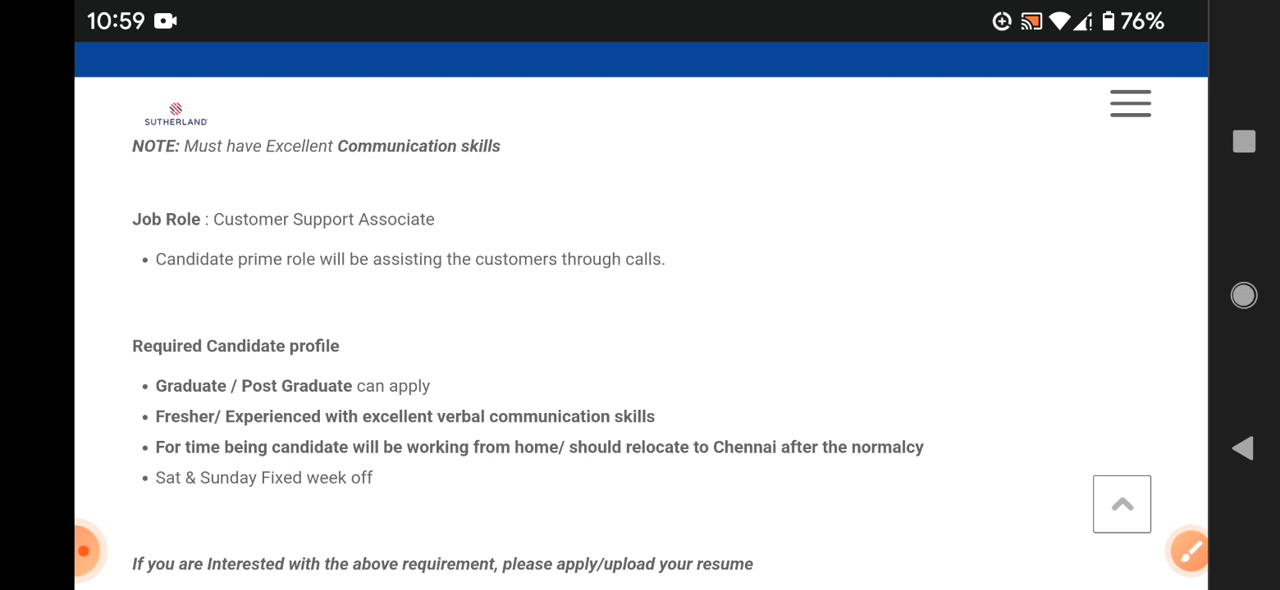 10:59
76%
SUTHERLAND
NOTE: Must have Excellent Communication skills
Job Role : Customer Support Associate
• Candidate prime role will be assisting the customers through calls.
Required Candidate profile
• Graduate / Post Graduate can apply
• Fresher/ Experienced with excellent verbal communication skills
• For time being candidate will be working from home/ should relocate to Chennai after the normalcy
• Sat & Sunday Fixed week off
If you are Interested with the above requirement, please apply/upload your resume